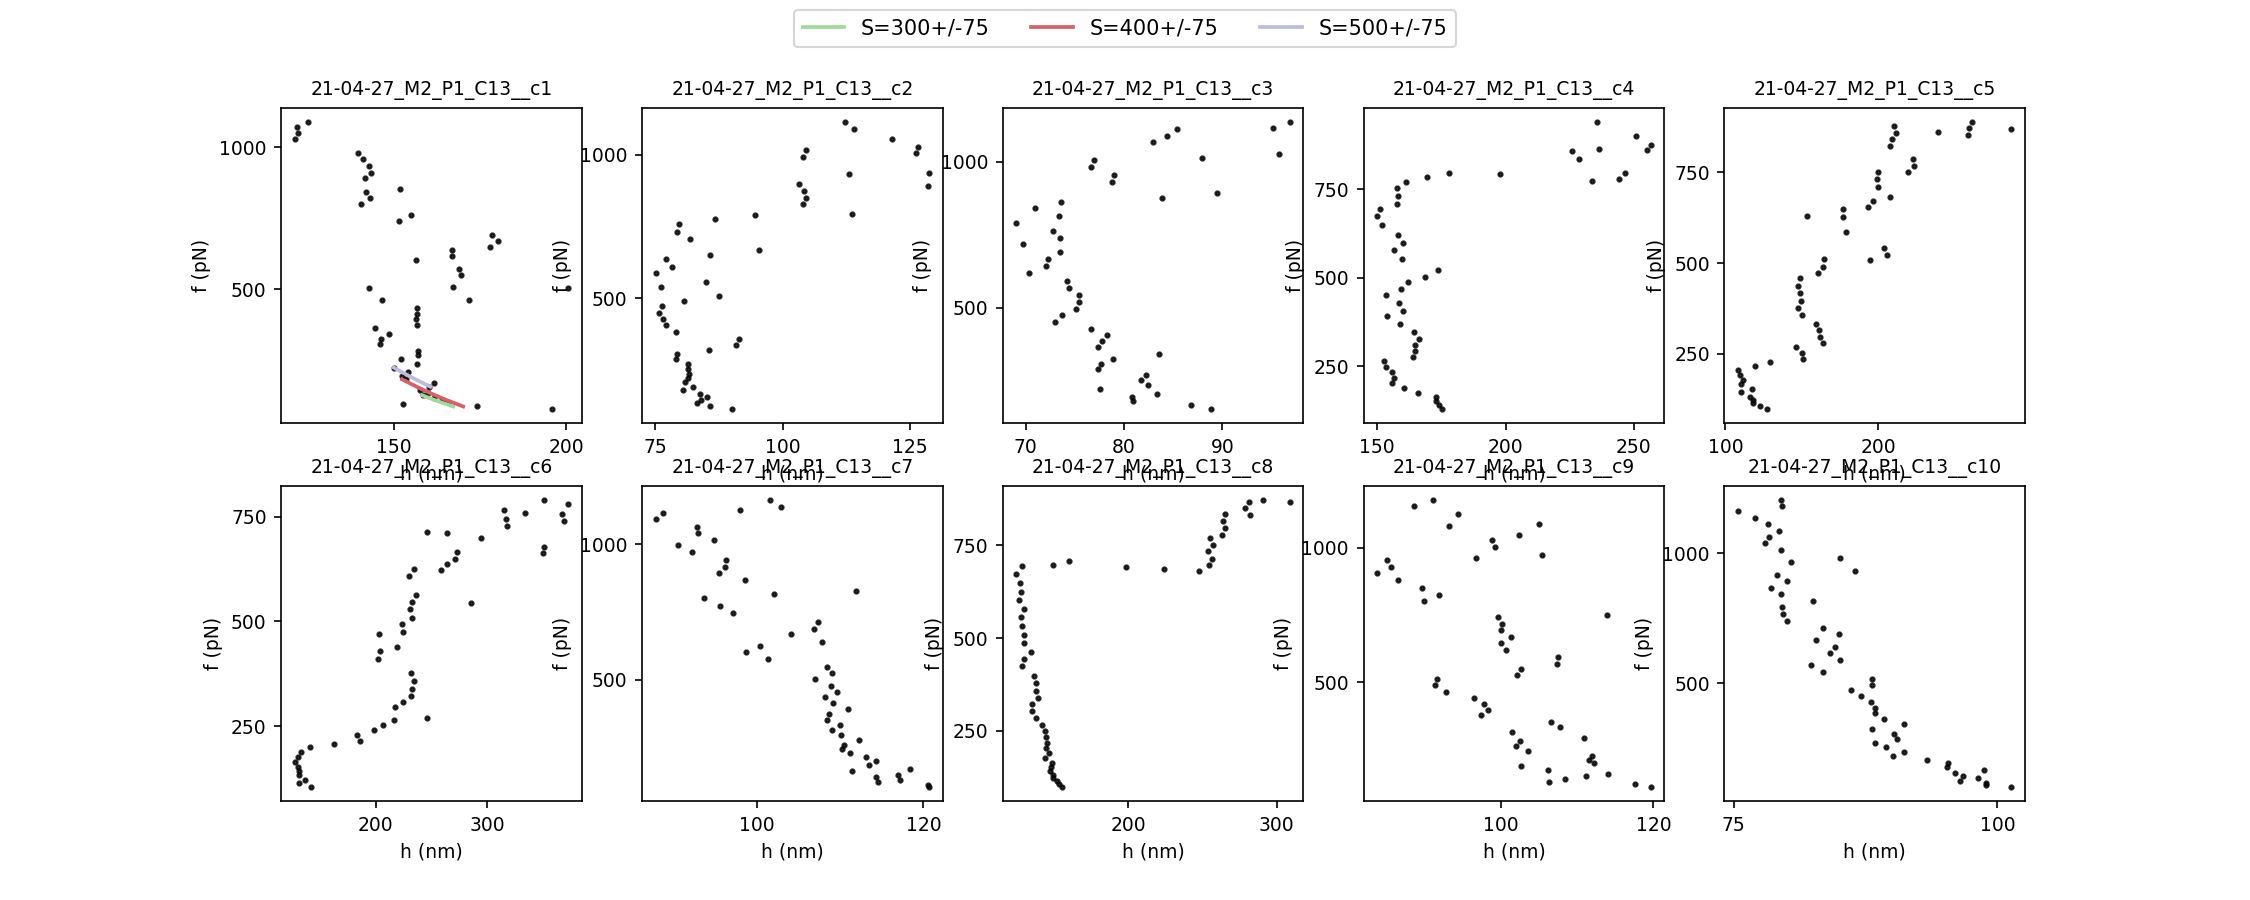 S=300+/-75 S=400+/-75 S=500+/-75
21-04-27_M2_P1_C13__c1 21-04-27_M2_P1_C13__c2 21-04-27_M2_P1_C13__c3 21-04-27_M2_P1_C13__c4 21-04-27_M2_P1_C13__c5
f (pN) f (pN) f (pN) f (pN) f (pN)
1000 500
1000 500
1000 500
750 500 250
750 500 250
150 200 75 100 125 70 80 90 150 200 250 100 200
h (nm) h (nm) h (nm) h (nm) h (nm)
21-04-27_M2_P1_C13__c6 21-04-27_M2_P1_C13__c7 21-04-27_M2_P1_C13__c8 21-04-27_M2_P1_C13__c9 21-04-27_M2_P1_C13__c10
f (pN) f (pN) f (pN) f (pN) f (pN)
750 500 250
1000 500
750 500 250
1000 500
1000 500
200 300 100 120 200 300 100 120 75 100
h (nm) h (nm) h (nm) h (nm) h (nm)